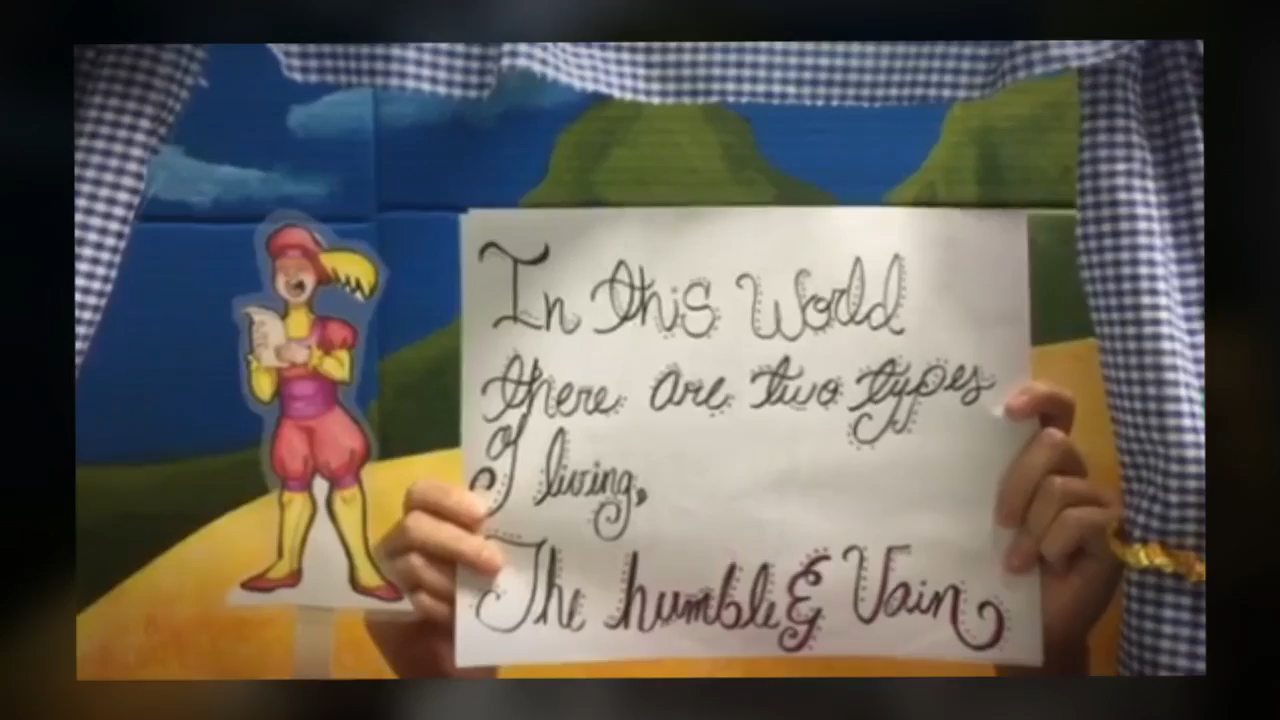 In this World
there are two types
of living,
The humble & Vain